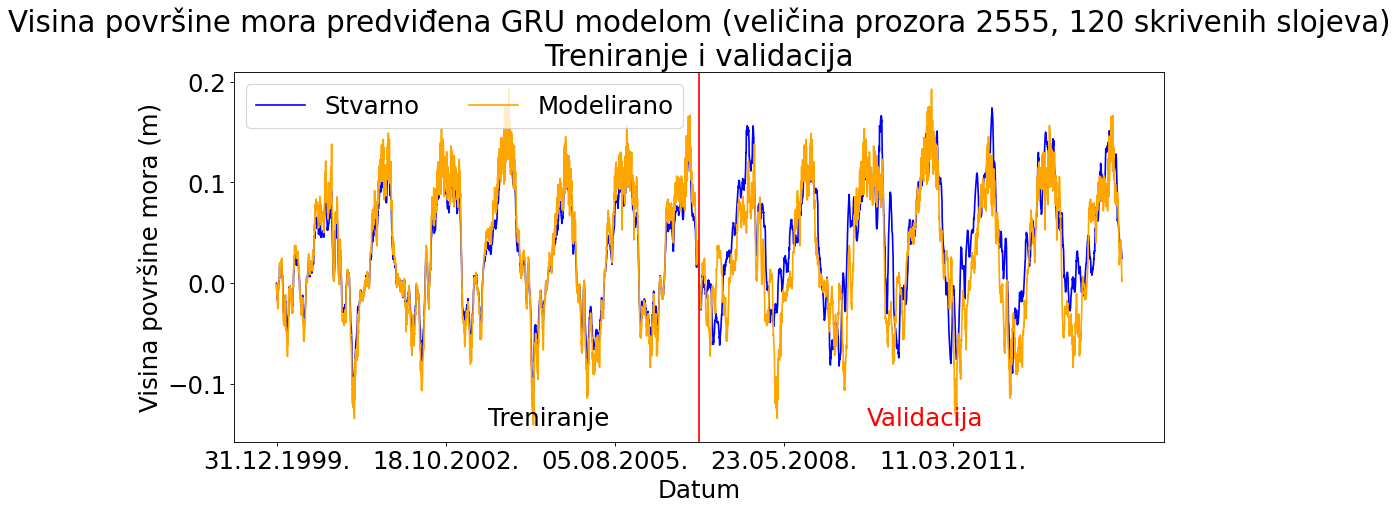 Visina površine mora predviđena GRU modelom (veličina prozora 2555, 120 skrivenih slojeva)
Treniranje i validacija
Stvarno
Modelirano
Visina površine mora (m)
0.2
0.1
0.0
−0.1
Treniranje
Validacija
31.12.1999.
18.10.2002.
05.08.2005.
23.05.2008.
11.03.2011.
Datum